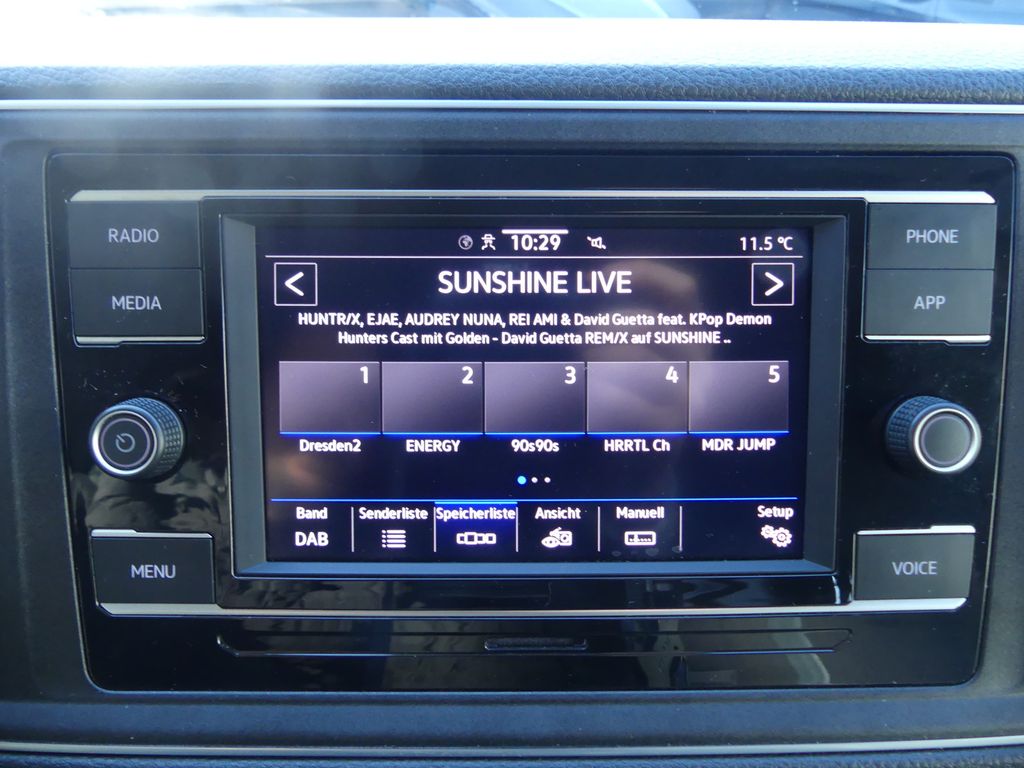 RADIO
MEDIA
PHONE
APP
MENU
VOICE
10:29
11.5 °C
< SUNSHINE LIVE >
HUNTR/X, EJAE, AUDREY NUNA, REI AMI & David Guetta feat. KPop Demon
Hunters Cast mit Golden - David Guetta REM/X auf SUNSHINE ..
1 2 3 4 5
Dresden2 ENERGY 90s90s HRRTL Ch MDR JUMP
Band Senderliste Speicherliste Ansicht Manuell Setup
DAB